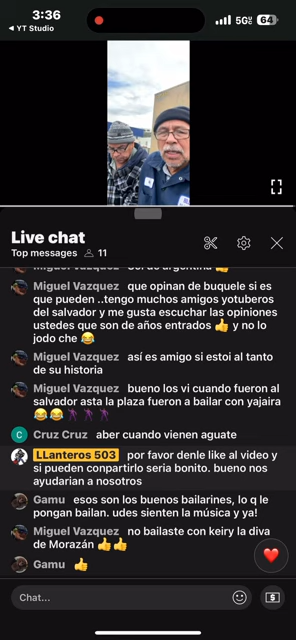 3:36
5GE 64
◀ YT Studio
Live chat
Top messages 11
Miguel Vazquez
Miguel Vazquez que opinan de buquele si es
que pueden ..tengo muchos amigos yotuberos
del salvador y me gusta escuchar las opiniones
ustedes que son de años entrados 👍 y no lo
jodo che 😂
Miguel Vazquez así es amigo si estoi al tanto
de su historia
Miguel Vazquez bueno los vi cuando fueron al
salvador asta la plaza fueron a bailar con yajaira
😂😂🕺🕺🕺
C Cruz Cruz aber cuando vienen aguate
LLanteros 503 por favor denle like al video y
si pueden conpartirlo seria bonito. bueno nos
ayudarian a nosotros
Gamu esos son los buenos bailarines, lo q le
pongan bailan. udes sienten la música y ya!
Miguel Vazquez no bailaste con keiry la diva
de Morazán 👍👍
Gamu 👍
Chat...